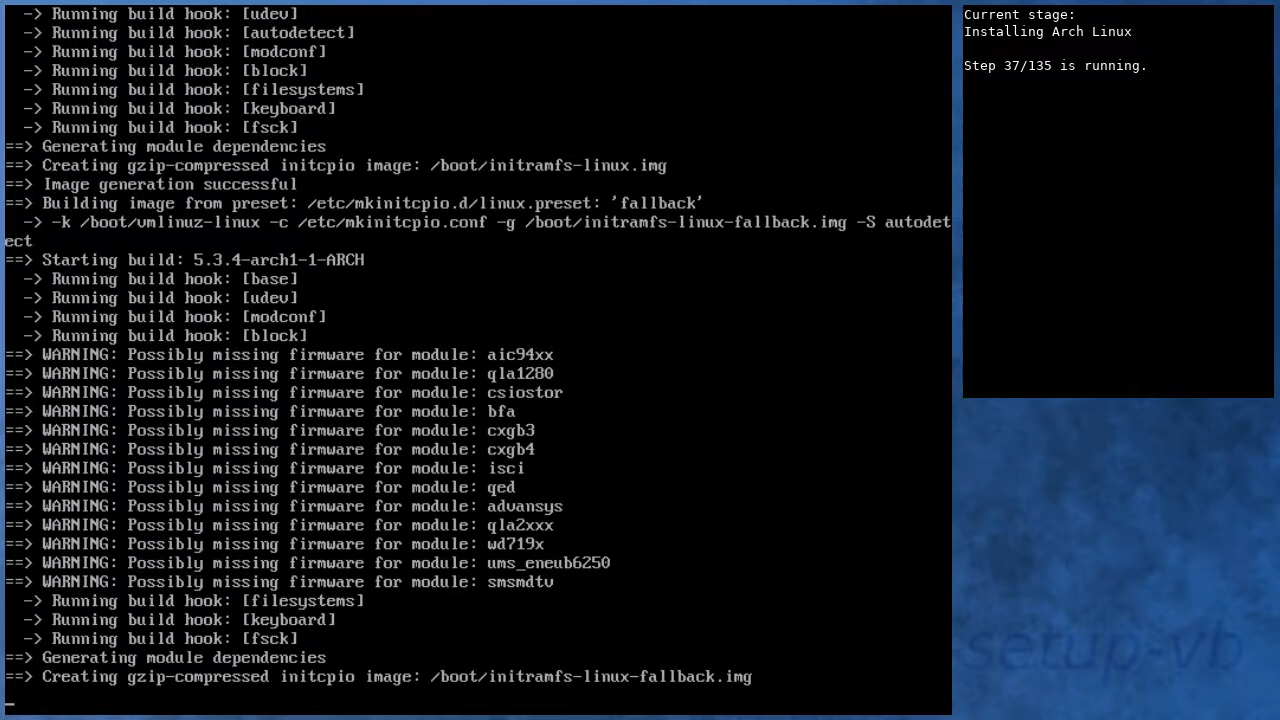 -> Running build hook: [udev]
-> Running build hook: [autodetect]
-> Running build hook: [modconf]
-> Running build hook: [block]
-> Running build hook: [filesystems]
-> Running build hook: [keyboard]
-> Running build hook: [fsck]
==> Generating module dependencies
==> Creating gzip-compressed initcpio image: /boot/initramfs-linux.img
==> Image generation successful
==> Building image from preset: /etc/mkinitcpio.d/linux.preset: 'fallback'
-> -k /boot/vmlinuz-linux -c /etc/mkinitcpio.conf -g /boot/initramfs-linux-fallback.img -S autodet
ect
==> Starting build: 5.3.4-arch1-1-ARCH
-> Running build hook: [base]
-> Running build hook: [udev]
-> Running build hook: [modconf]
-> Running build hook: [block]
==> WARNING: Possibly missing firmware for module: aic94xx
==> WARNING: Possibly missing firmware for module: qla1280
==> WARNING: Possibly missing firmware for module: csiostor
==> WARNING: Possibly missing firmware for module: bfa
==> WARNING: Possibly missing firmware for module: cxgb3
==> WARNING: Possibly missing firmware for module: cxgb4
==> WARNING: Possibly missing firmware for module: isci
==> WARNING: Possibly missing firmware for module: qed
==> WARNING: Possibly missing firmware for module: advansys
==> WARNING: Possibly missing firmware for module: qla2xxx
==> WARNING: Possibly missing firmware for module: wd719x
==> WARNING: Possibly missing firmware for module: ums_eneub6250
==> WARNING: Possibly missing firmware for module: smsmdtv
-> Running build hook: [filesystems]
-> Running build hook: [keyboard]
-> Running build hook: [fsck]
==> Generating module dependencies
==> Creating gzip-compressed initcpio image: /boot/initramfs-linux-fallback.img
_
Current stage:
Installing Arch Linux
Step 37/135 is running.
setup-vb